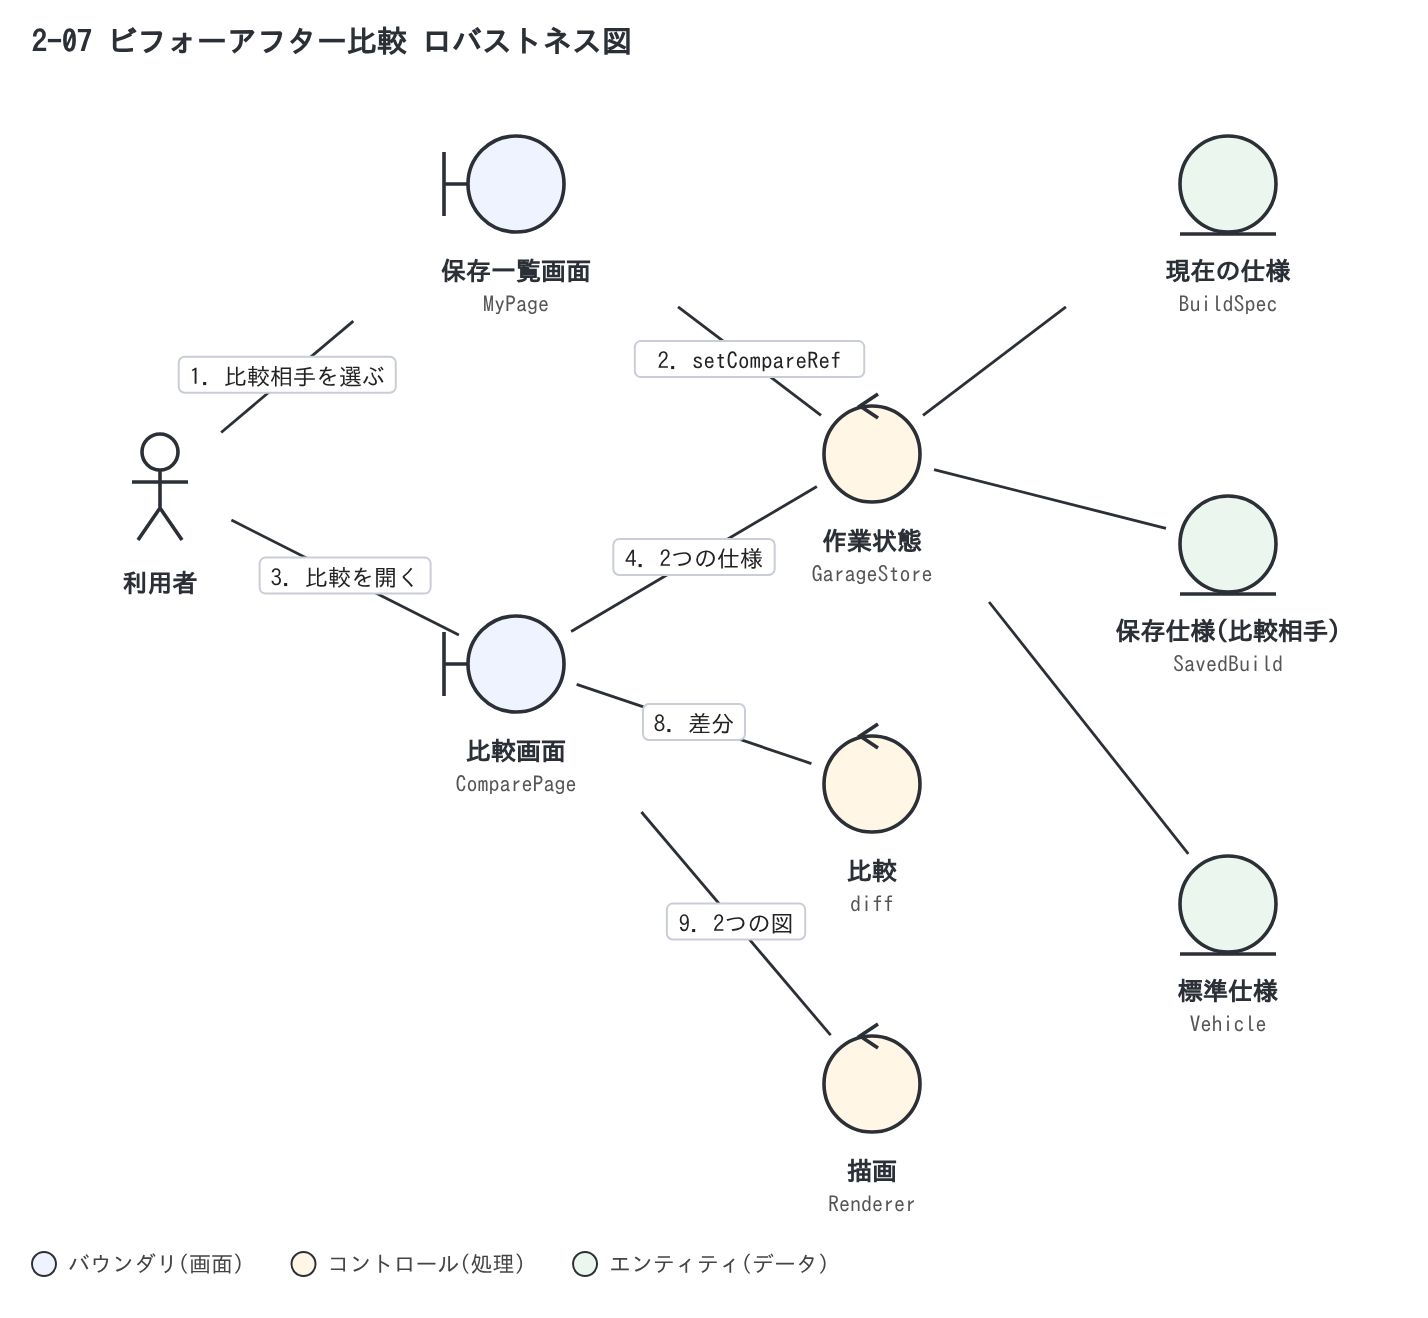 2-07 ビフォーアフター比較 ロバストネス図
保存一覧画面
MyPage
現在の仕様
BuildSpec
1. 比較相手を選ぶ
2. setCompareRef
利用者
3. 比較を開く
4. 2つの仕様
作業状態
GarageStore
保存仕様(比較相手)
SavedBuild
比較画面
ComparePage
8. 差分
比較
diff
9. 2つの図
標準仕様
Vehicle
描画
Renderer
バウンダリ(画面)
コントロール(処理)
エンティティ(データ)